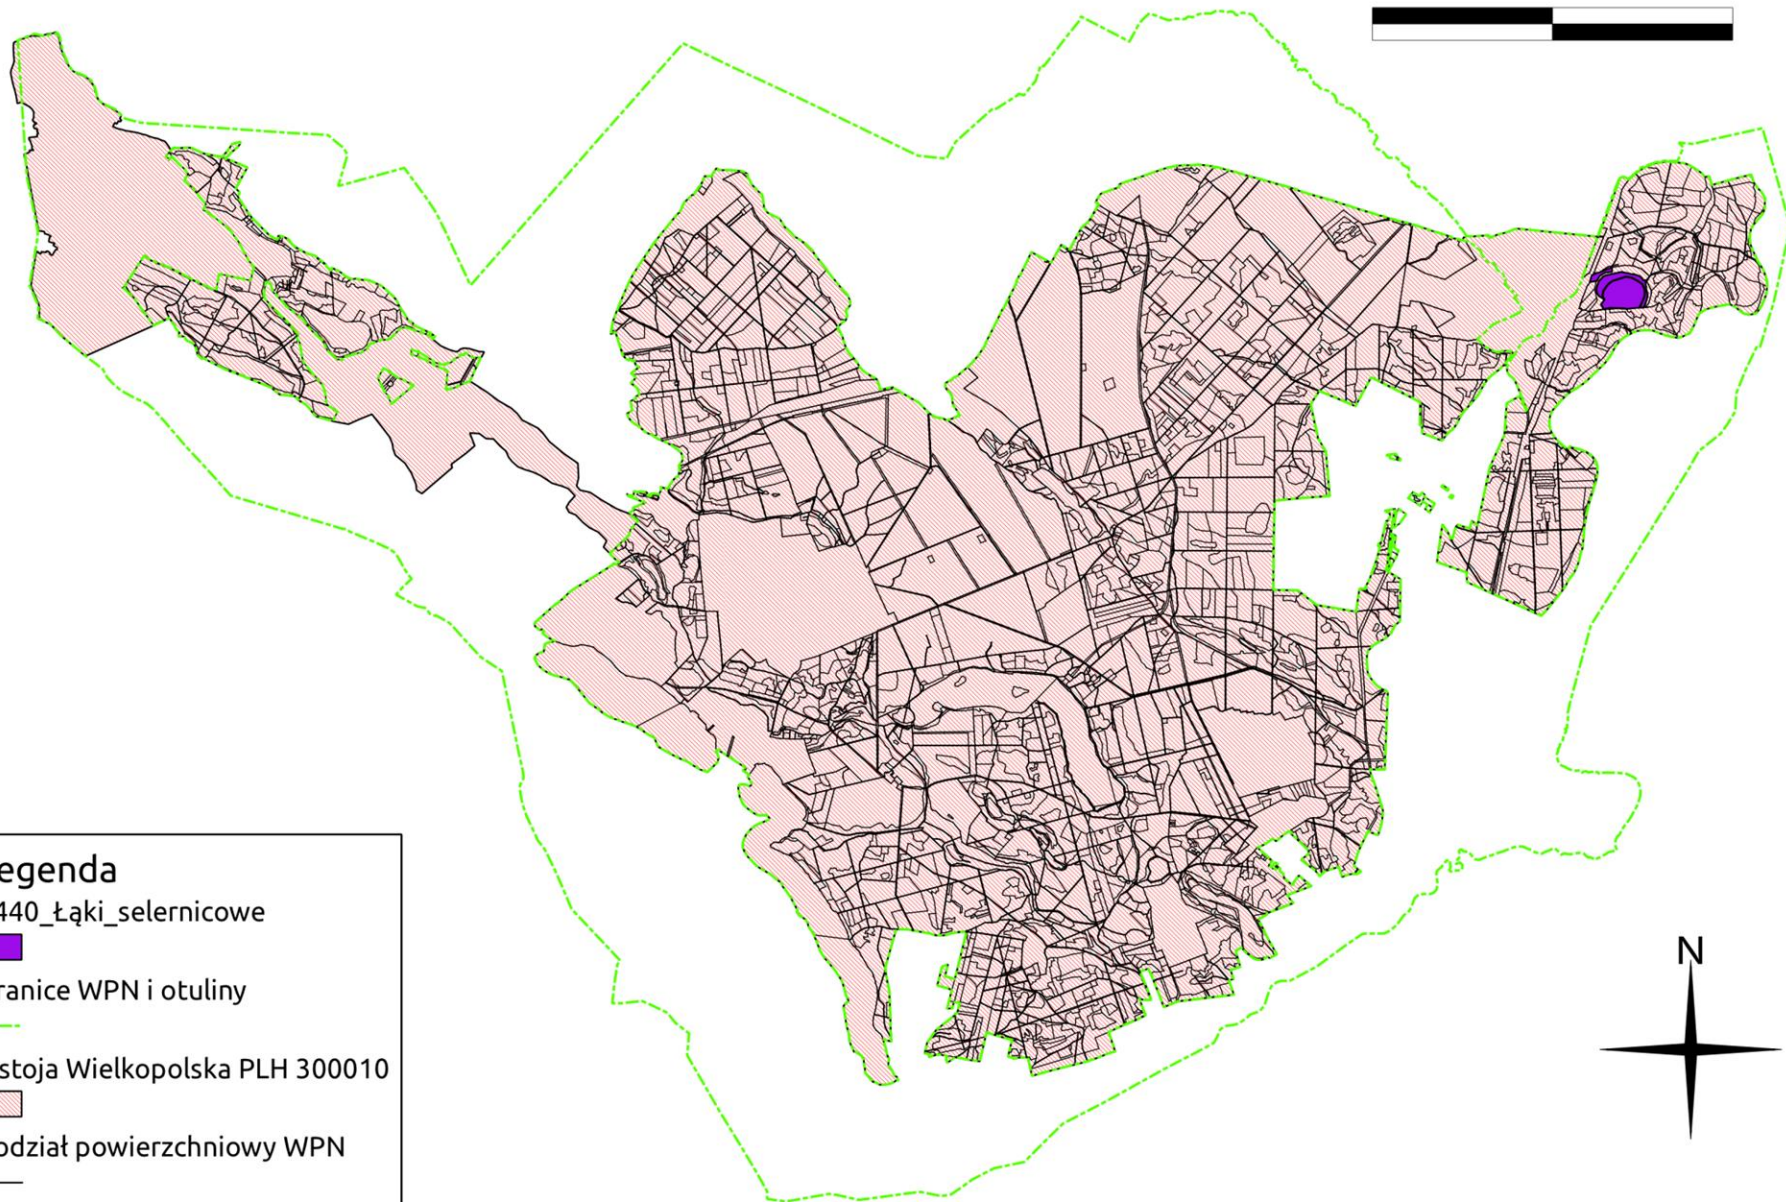 egenda
440_Łąki_selernicowe
ranice WPN i otuliny
stoja Wielkopolska PLH 300010
odział powierzchniowy WPN
N